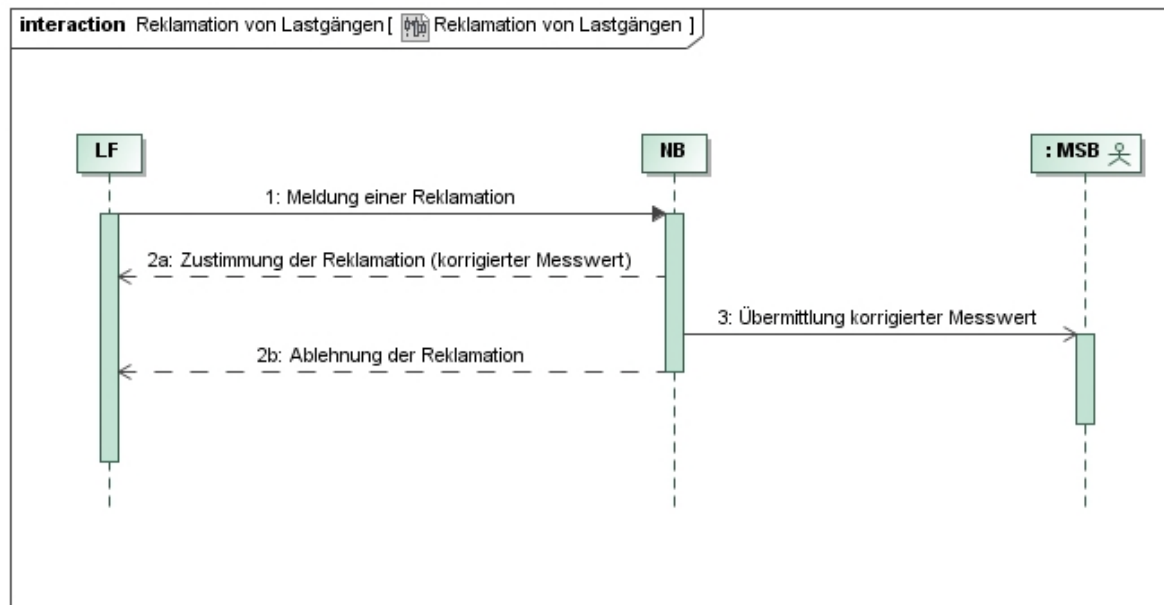 interaction Reklamation von Lastgängen [ Reklamation von Lastgängen ]
LF NB : MSB
1: Meldung einer Reklamation
2a: Zustimmung der Reklamation (korrigierter Messwert)
3: Übermittlung korrigierter Messwert
2b: Ablehnung der Reklamation